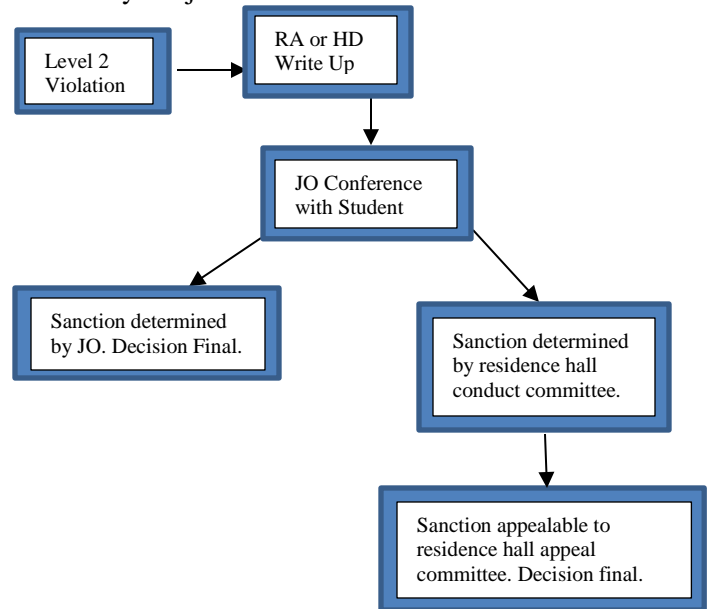 Level 2
Violation
RA or HD
Write Up
JO Conference
with Student
Sanction determined
by JO. Decision Final.
Sanction determined
by residence hall
conduct committee.
Sanction appealable to
residence hall appeal
committee. Decision final.